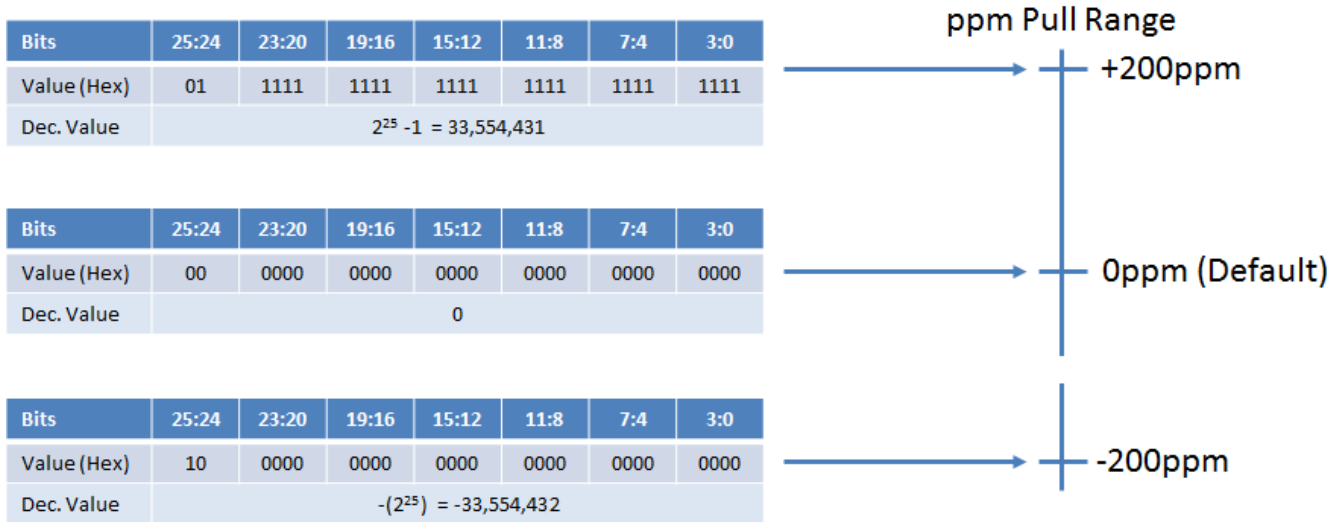 ppm Pull Range
Bits 25:24 23:20 19:16 15:12 11:8 7:4 3:0
Value (Hex) 01 1111 1111 1111 1111 1111 1111
Dec. Value 2²⁵ -1 = 33,554,431
+200ppm
Bits 25:24 23:20 19:16 15:12 11:8 7:4 3:0
Value (Hex) 00 0000 0000 0000 0000 0000 0000
Dec. Value 0
0ppm (Default)
Bits 25:24 23:20 19:16 15:12 11:8 7:4 3:0
Value (Hex) 10 0000 0000 0000 0000 0000 0000
Dec. Value -(2²⁵) = -33,554,432
-200ppm